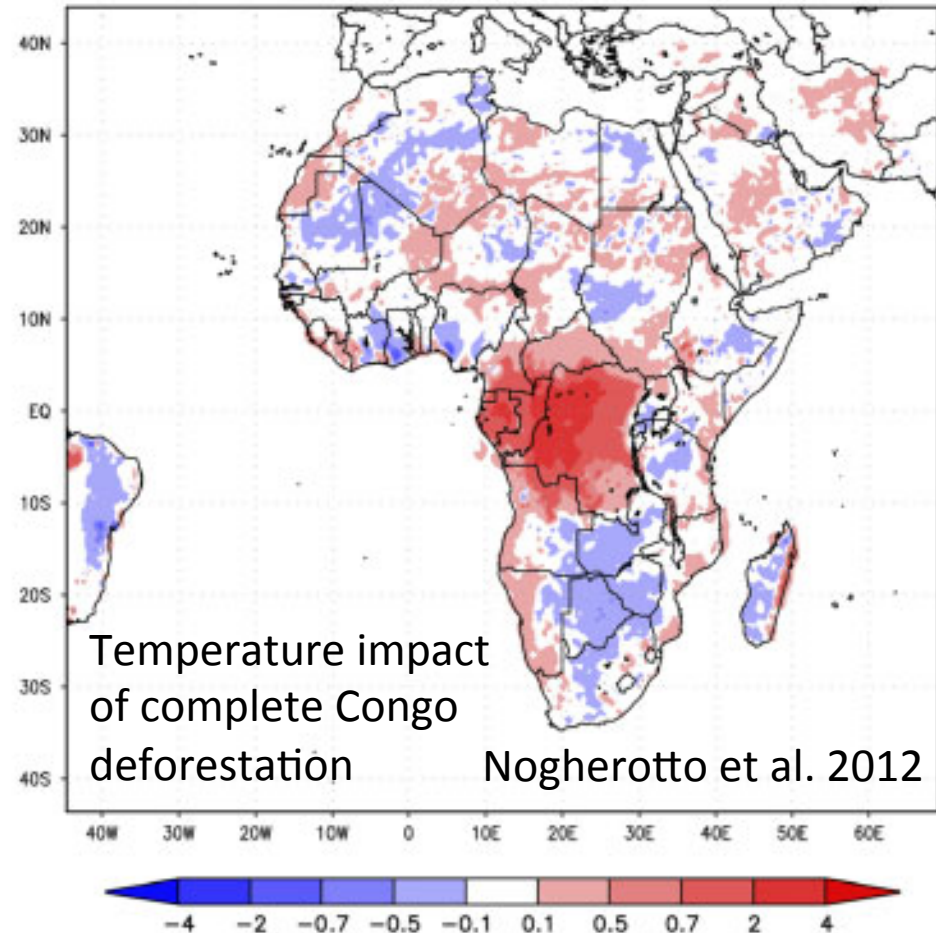 40N
30N
20N
10N
EQ
10S
20S
30S
40S
Temperature impact
of complete Congo
deforestation
Nogherotto et al. 2012
40W 30W 20W 10W 0 10E 20E 30E 40E 50E 60E
−4 −2 −0.7 −0.5 −0.1 0.1 0.5 0.7 2 4